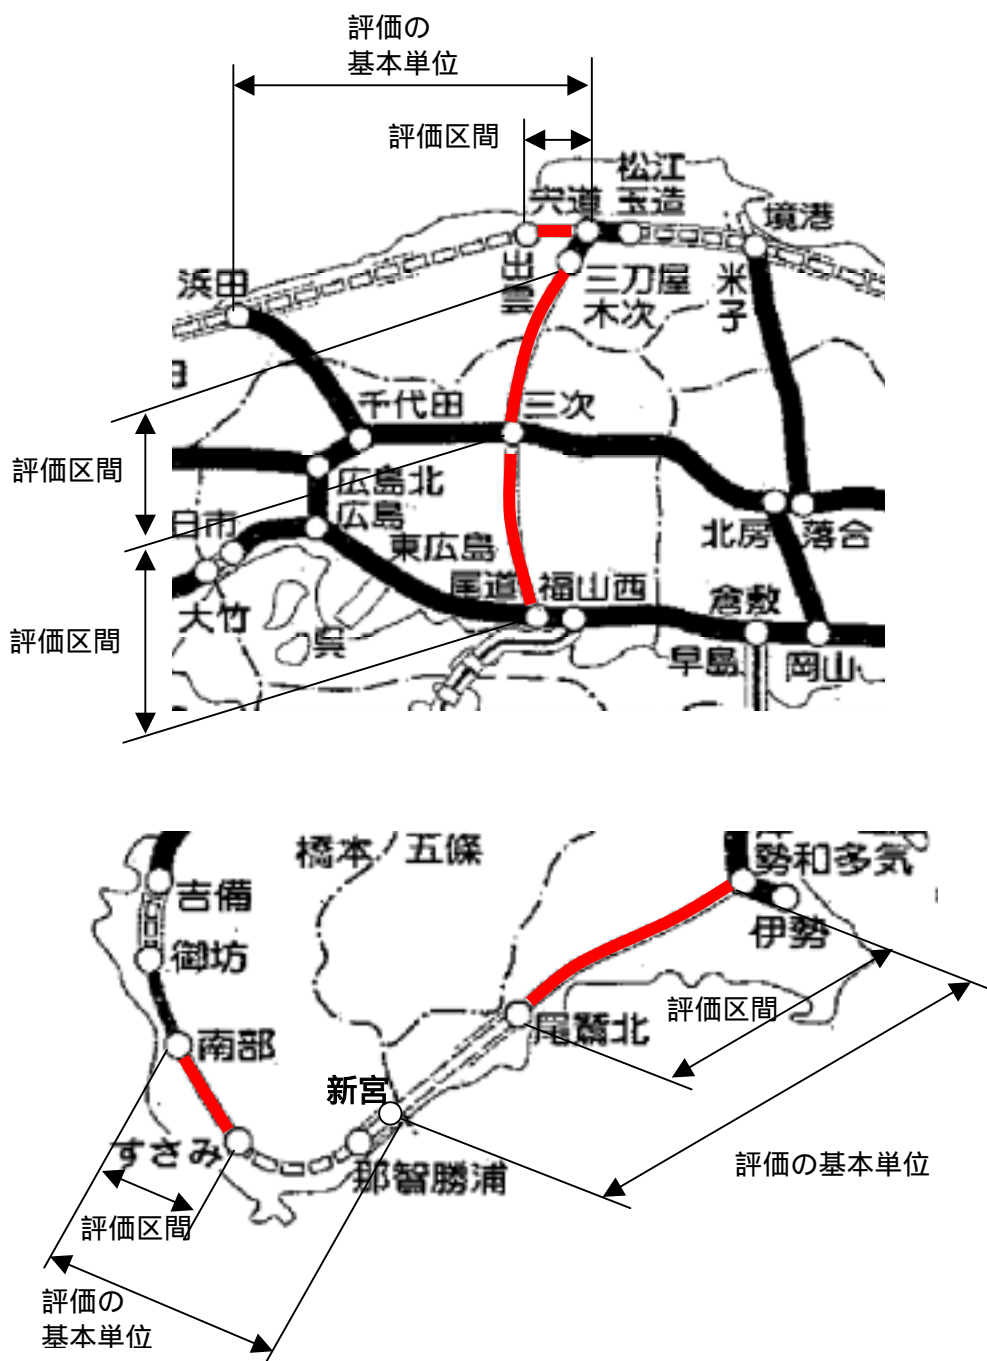 評価の
基本単位
評価区間
松江
宍道 玉造
境港
出雲
三刀屋
木次
米子
浜田
千代田
三次
評価区間
広島北
広島
日市
東広島
北房 落合
尾道 福山西
倉敷
大竹
呉
評価区間
早島
岡山
橋本 五條
勢和多気
吉備
伊勢
御坊
評価区間
南部
尾鷲北
新宮
すさみ
那智勝浦
評価の基本単位
評価区間
評価の
基本単位